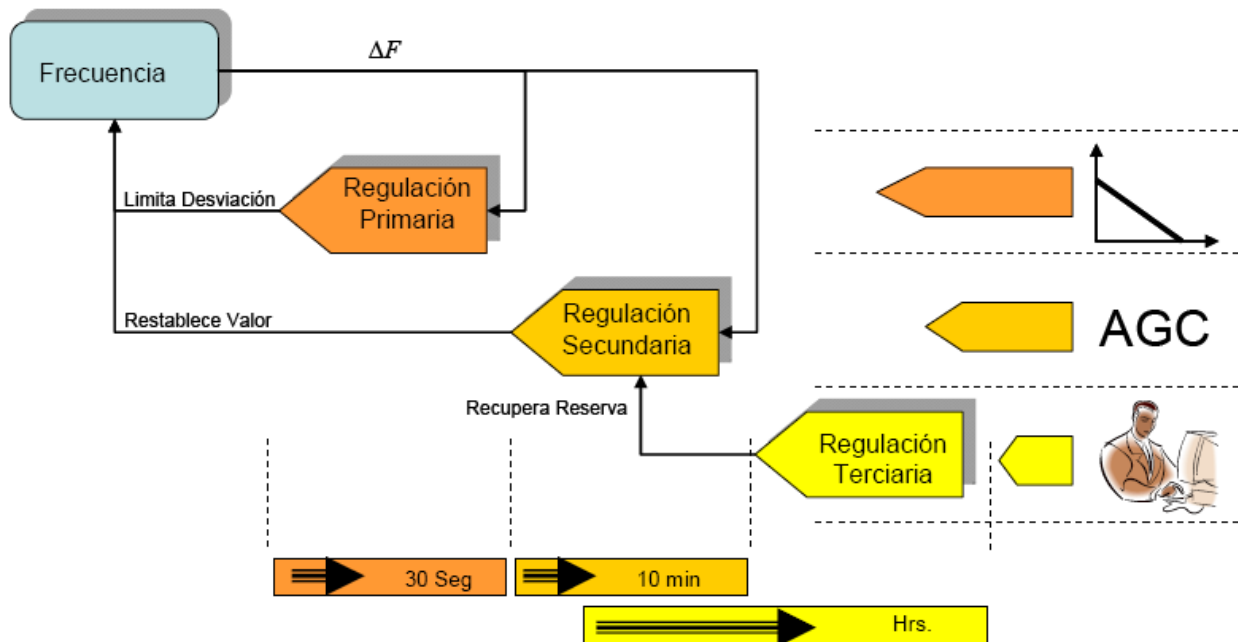 Frecuencia
ΔF
Limita Desviación
Regulación
Primaria
Restablece Valor
Regulación
Secundaria
AGC
Recupera Reserva
Regulación
Terciaria
30 Seg
10 min
Hrs.